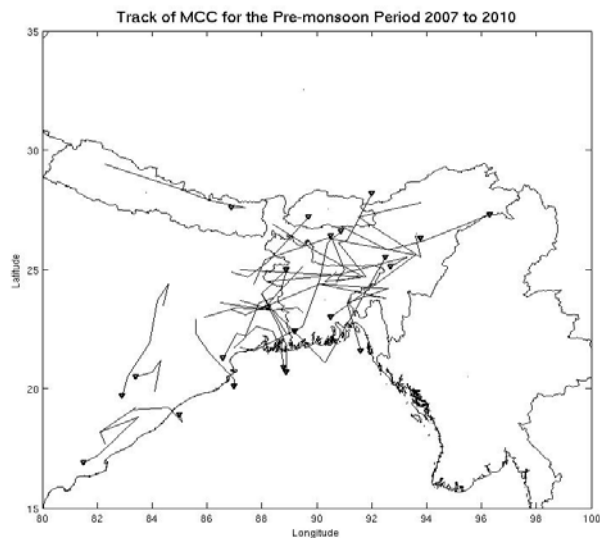 Track of MCC for the Pre-monsoon Period 2007 to 2010
35
30
25
20
15
Latitude
80 82 84 86 88 90 92 94 96 98 100
Longitude